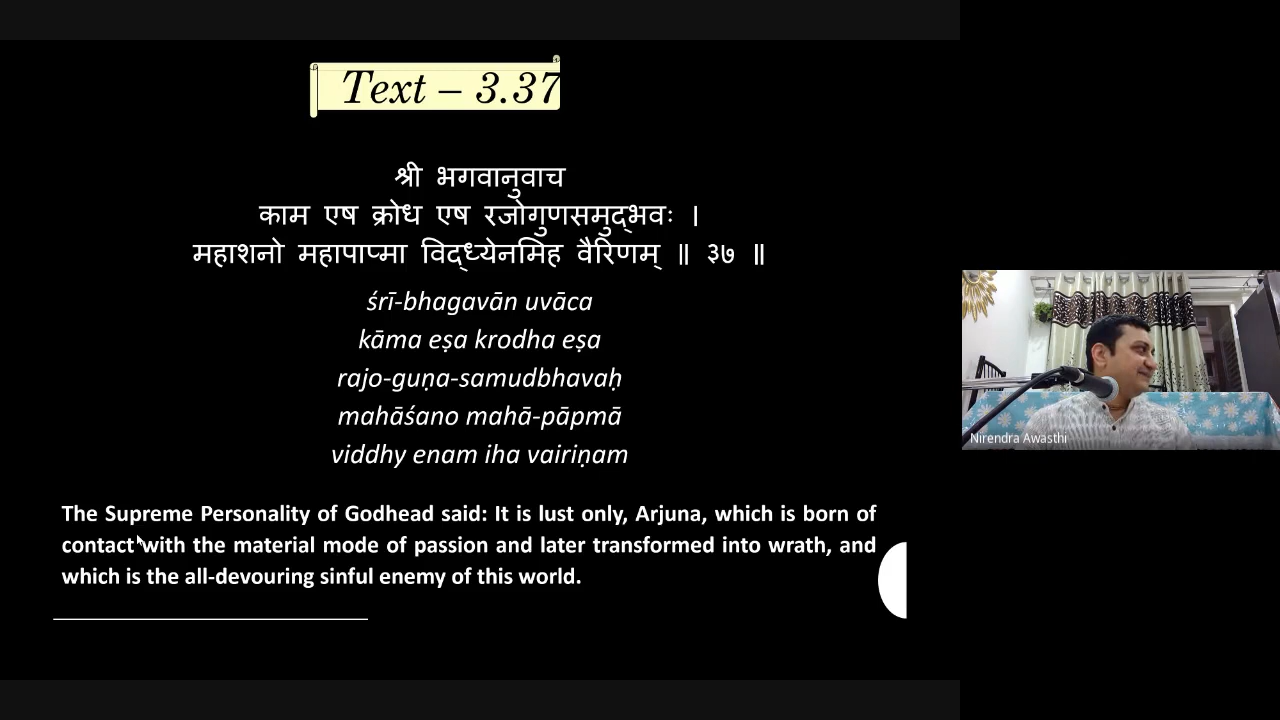 Text – 3.37
श्री भगवानुवाच
काम एष क्रोध एष रजोगुणसमुद्भवः ।
महाशनो महापाप्मा विद्ध्येनमिह वैरिणम् ॥ ३७ ॥
śrī-bhagavān uvāca
kāma eṣa krodha eṣa
rajo-guṇa-samudbhavaḥ
mahāśano mahā-pāpmā
viddhy enam iha vairiṇam
The Supreme Personality of Godhead said: It is lust only, Arjuna, which is born of
contact with the material mode of passion and later transformed into wrath, and
which is the all-devouring sinful enemy of this world.
Nirendra Awasthi